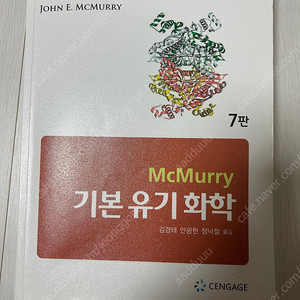 JOHN E. MCMURRY
7판
McMurry
기본 유기 화학
김경태 안광현 정낙철 옮김
CENGAGE